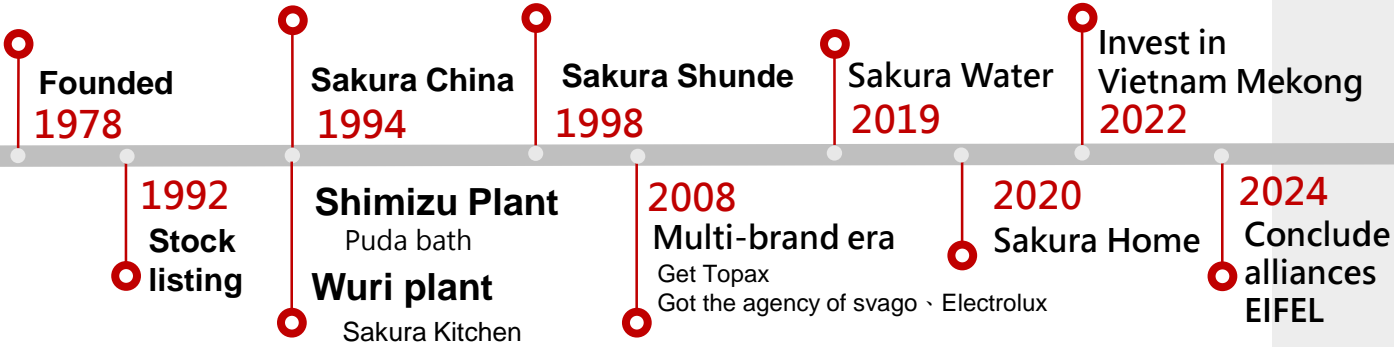 Founded
1978
1992
Stock
listing
Sakura China
1994
Shimizu Plant
Puda bath
Wuri plant
Sakura Kitchen
Sakura Shunde
1998
2008
Multi-brand era
Get Topax
Got the agency of svago、Electrolux
Sakura Water
2019
2020
Sakura Home
Invest in
Vietnam Mekong
2022
2024
Conclude
alliances
EIFEL